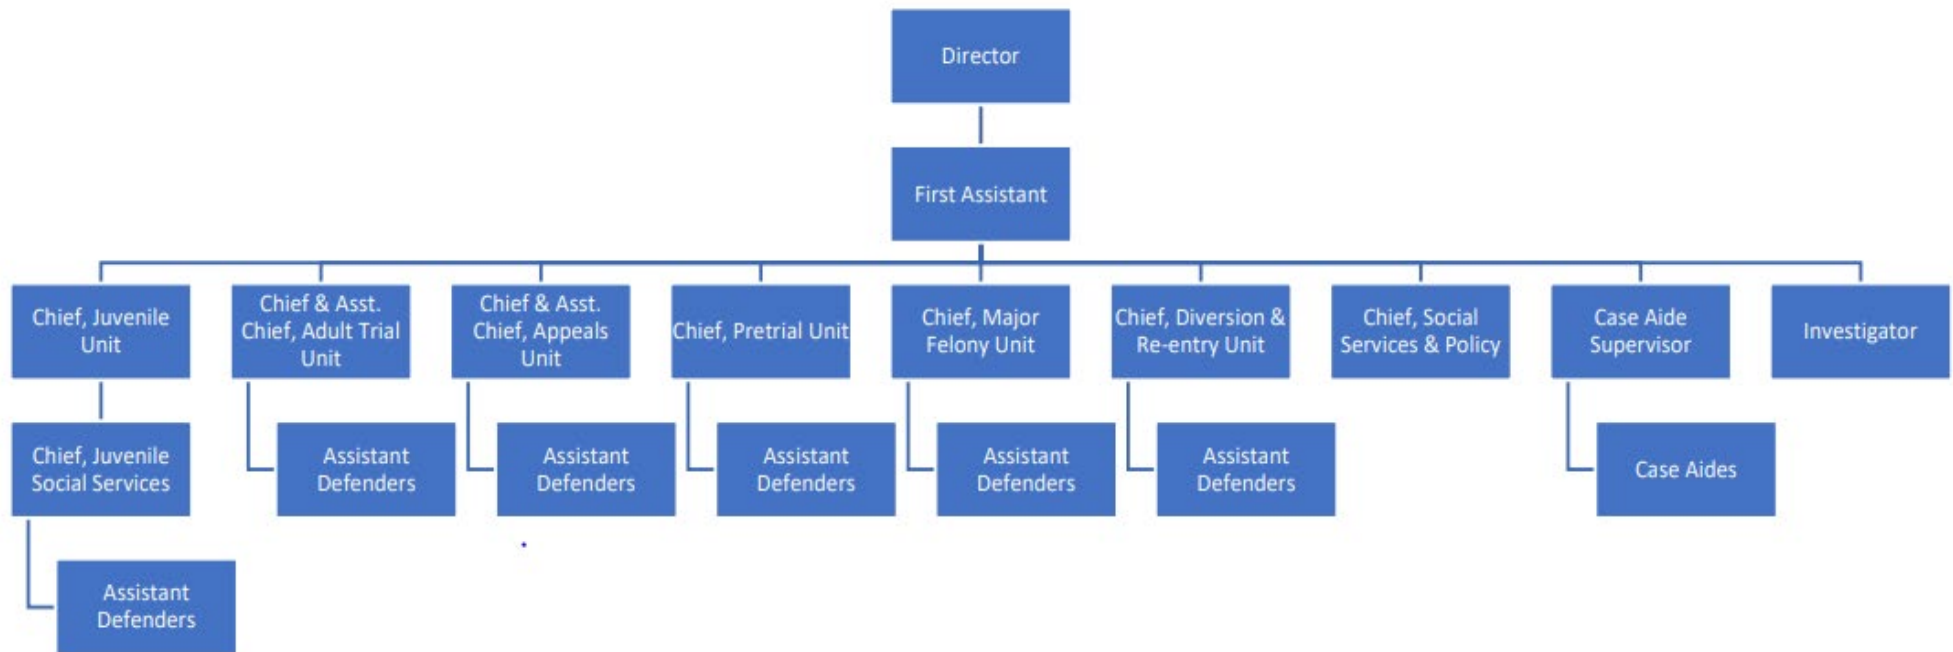 Director
First Assistant
Chief, Juvenile
Unit
Chief & Asst.
Chief, Adult Trial
Unit
Chief & Asst.
Chief, Appeals
Unit
Chief, Pretrial Unit
Chief, Major
Felony Unit
Chief, Diversion &
Re-entry Unit
Chief, Social
Services & Policy
Case Aide
Supervisor
Investigator
Chief, Juvenile
Social Services
Assistant
Defenders
Assistant
Defenders
Assistant
Defenders
Assistant
Defenders
Assistant
Defenders
Case Aides
Assistant
Defenders